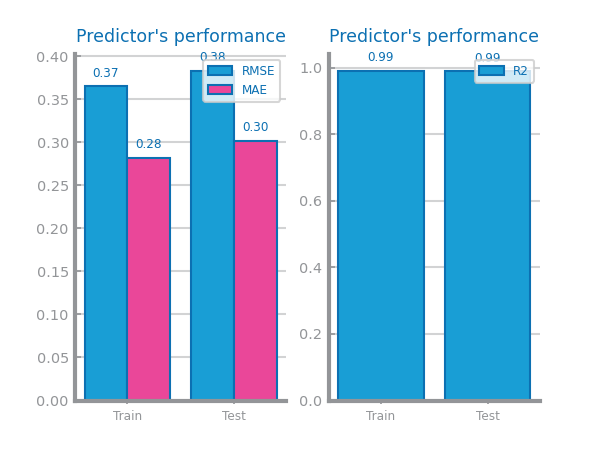 Predictor's performance
0.40
0.35
0.30
0.25
0.20
0.15
0.10
0.05
0.00
0.37
0.28
0.38
0.30
RMSE
MAE
Train
Test
Predictor's performance
1.0
0.8
0.6
0.4
0.2
0.0
0.99
0.99
R2
Train
Test